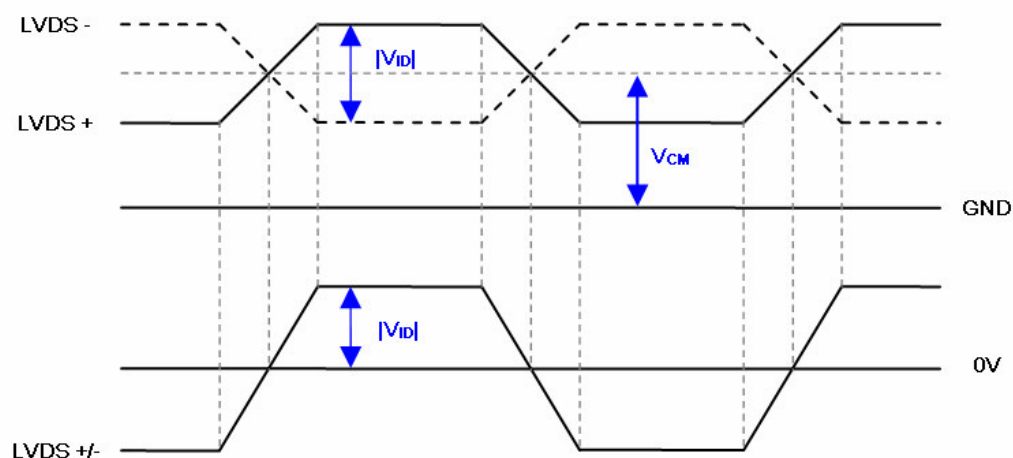 LVDS -
|VID|
LVDS +
VCM
GND
|VID|
0V
LVDS +/-